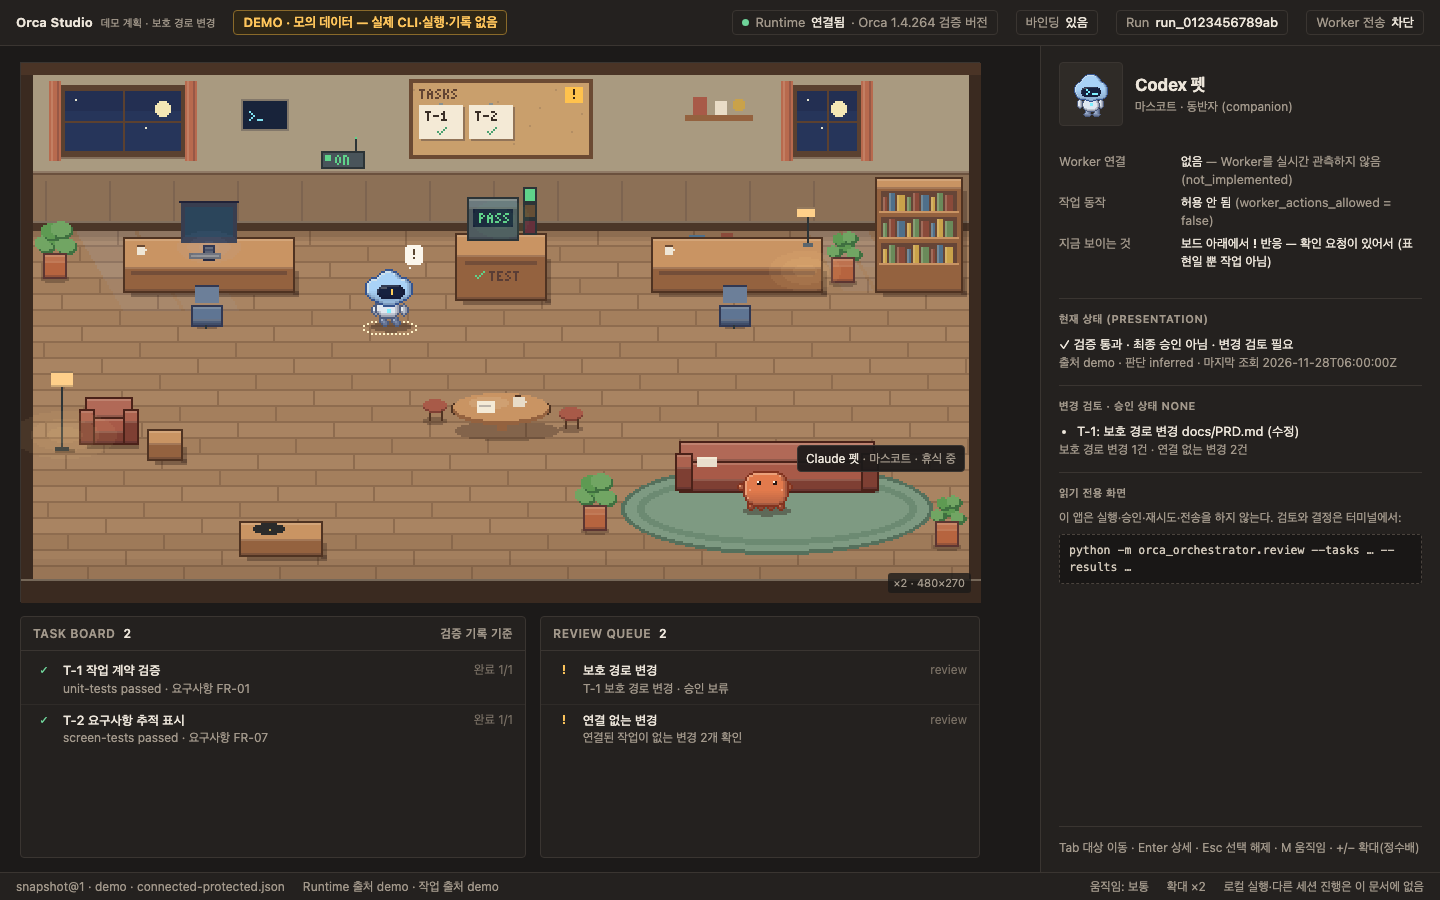 Orca Studio 데모 계획 · 보호 경로 변경 DEMO · 모의 데이터 — 실제 CLI·실행·기록 없음 Runtime 연결됨 · Orca 1.4.264 검증 버전 바인딩 있음 Run run_0123456789ab Worker 전송 차단
TASKS !
T-1 T-2
>_
on
PASS
!
TEST
Claude 펫 · 마스코트 · 휴식 중
×2 · 480×270
TASK BOARD 2 검증 기록 기준
✓ T-1 작업 계약 검증 완료 1/1
unit-tests passed · 요구사항 FR-01
✓ T-2 요구사항 추적 표시 완료 1/1
screen-tests passed · 요구사항 FR-07
REVIEW QUEUE 2
! 보호 경로 변경 review
T-1 보호 경로 변경 · 승인 보류
! 연결 없는 변경 review
연결된 작업이 없는 변경 2개 확인
Codex 펫
마스코트 · 동반자 (companion)
Worker 연결 없음 — Worker를 실시간 관측하지 않음
(not_implemented)
작업 동작 허용 안 됨 (worker_actions_allowed =
false)
지금 보이는 것 보드 아래에서 ! 반응 — 확인 요청이 있어서 (표
현일 뿐 작업 아님)
현재 상태 (PRESENTATION)
✓ 검증 통과 · 최종 승인 아님 · 변경 검토 필요
출처 demo · 판단 inferred · 마지막 조회 2026-11-28T06:00:00Z
변경 검토 · 승인 상태 NONE
• T-1: 보호 경로 변경 docs/PRD.md (수정)
보호 경로 변경 1건 · 연결 없는 변경 2건
읽기 전용 화면
이 앱은 실행·승인·재시도·전송을 하지 않는다. 검토와 결정은 터미널에서:
python -m orca_orchestrator.review --tasks … --
results …
Tab 대상 이동 · Enter 상세 · Esc 선택 해제 · M 움직임 · +/− 확대(정수배)
snapshot@1 · demo · connected-protected.json Runtime 출처 demo · 작업 출처 demo 움직임: 보통 확대 ×2 로컬 실행·다른 세션 진행은 이 문서에 없음